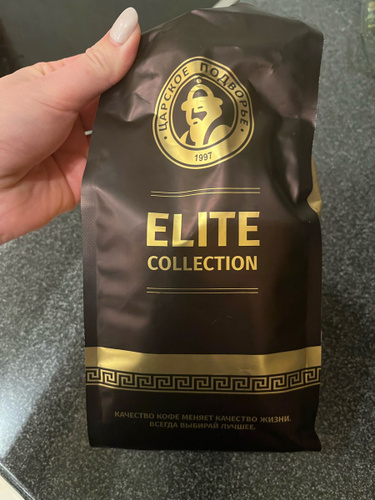 • ЦАРСКОЕ ПОДВОРЬЕ •
1997
ELITE
COLLECTION
КАЧЕСТВО КОФЕ МЕНЯЕТ КАЧЕСТВО ЖИЗНИ.
ВСЕГДА ВЫБИРАЙ ЛУЧШЕЕ.